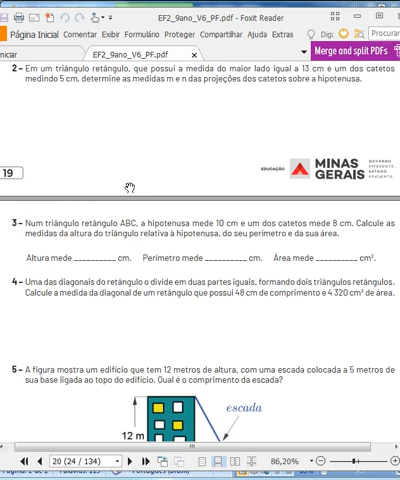 EF2_9ano_V6_PF.pdf - Foxit Reader
Página Inicial Comentar Exibir Formulário Proteger Compartilhar Ajuda Extras Dig: Procurar
niciar EF2_9ano_V6_PF.pdf × Merge and split PDFs
2 - Em um triângulo retângulo, que possui a medida do maior lado igual a 13 cm e um dos catetos
medindo 5 cm, determine as medidas m e n das projeções dos catetos sobre a hipotenusa.
19
EDUCAÇÃO MINAS GERAIS GOVERNO DIFERENTE. ESTADO EFICIENTE.
3 - Num triângulo retângulo ABC, a hipotenusa mede 10 cm e um dos catetos mede 8 cm. Calcule as
medidas da altura do triângulo relativa à hipotenusa, do seu perímetro e da sua área.
Altura mede __________ cm. Perímetro mede __________ cm. Área mede __________ cm².
4 - Uma das diagonais do retângulo o divide em duas partes iguais, formando dois triângulos retângulos.
Calcule a medida da diagonal de um retângulo que possui 48 cm de comprimento e 4 320 cm² de área.
5 - A figura mostra um edifício que tem 12 metros de altura, com uma escada colocada a 5 metros de
sua base ligada ao topo do edifício. Qual é o comprimento da escada?
escada
12 m
20 (24 / 134) 86,20%